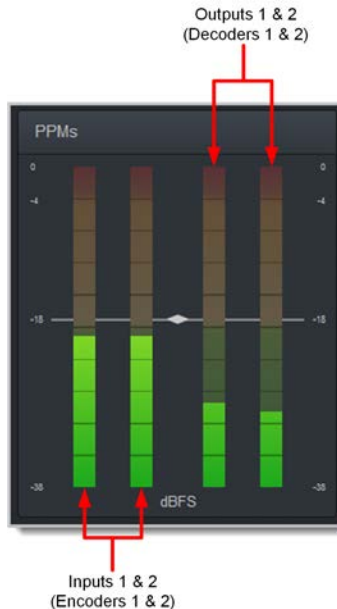 Outputs 1 & 2
(Decoders 1 & 2)
PPMs
0 0
-4 -4
-18 -18
-38 -38
dBFS
Inputs 1 & 2
(Encoders 1 & 2)